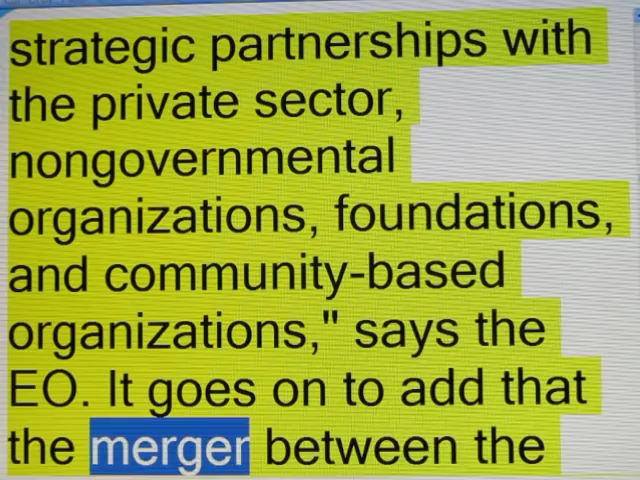 strategic partnerships with
the private sector,
nongovernmental
organizations, foundations,
and community-based
organizations," says the
EO. It goes on to add that
the merger between the